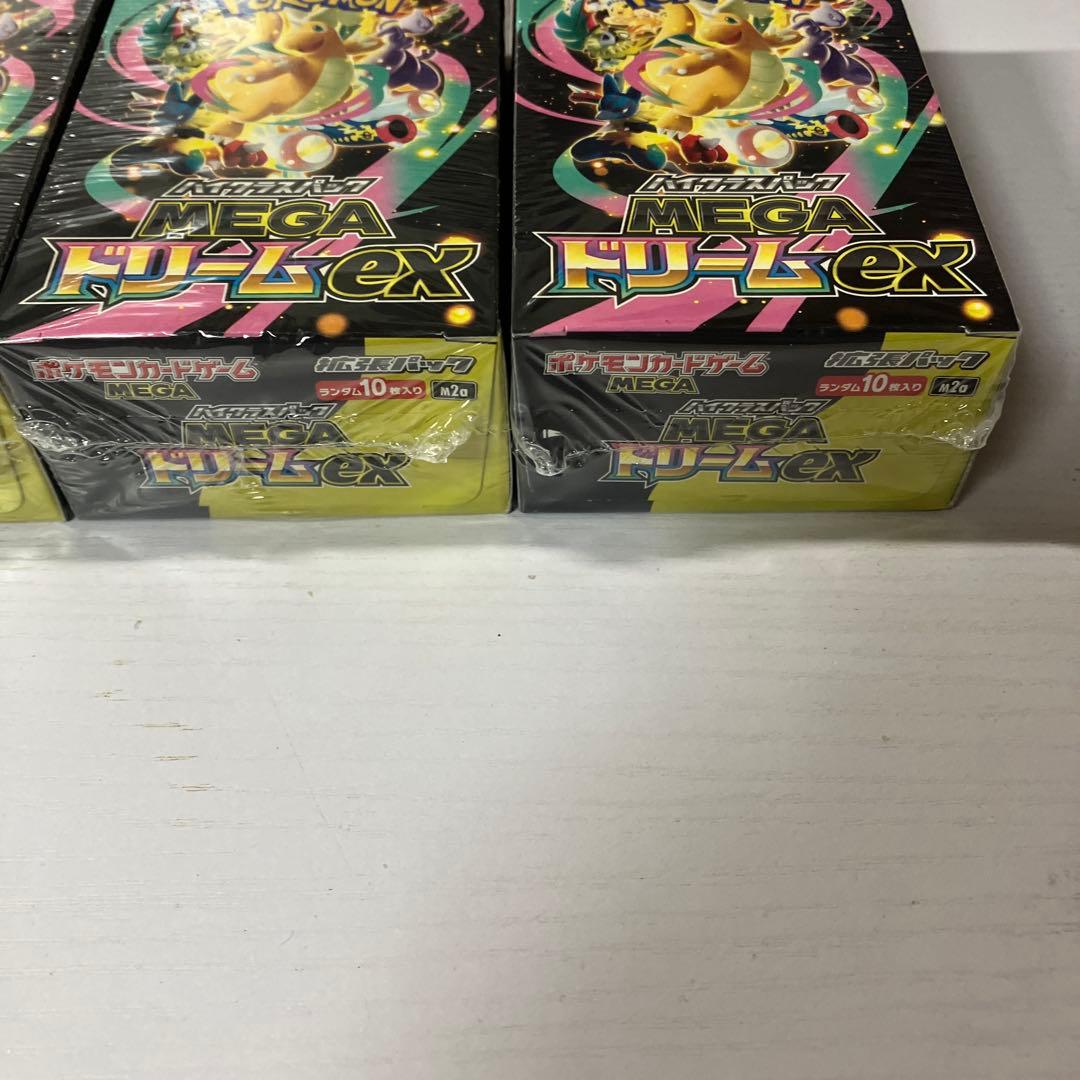 POKÉMON
ハイクラスパック
MEGA
ドリームex
ポケモンカードゲーム
MEGA
拡張パック
ランダム10枚入り
M2a
ハイクラスパック
MEGA
ドリームex
POKÉMON
ハイクラスパック
MEGA
ドリームex
ポケモンカードゲーム
MEGA
拡張パック
ランダム10枚入り
M2a
ハイクラスパック
MEGA
ドリームex